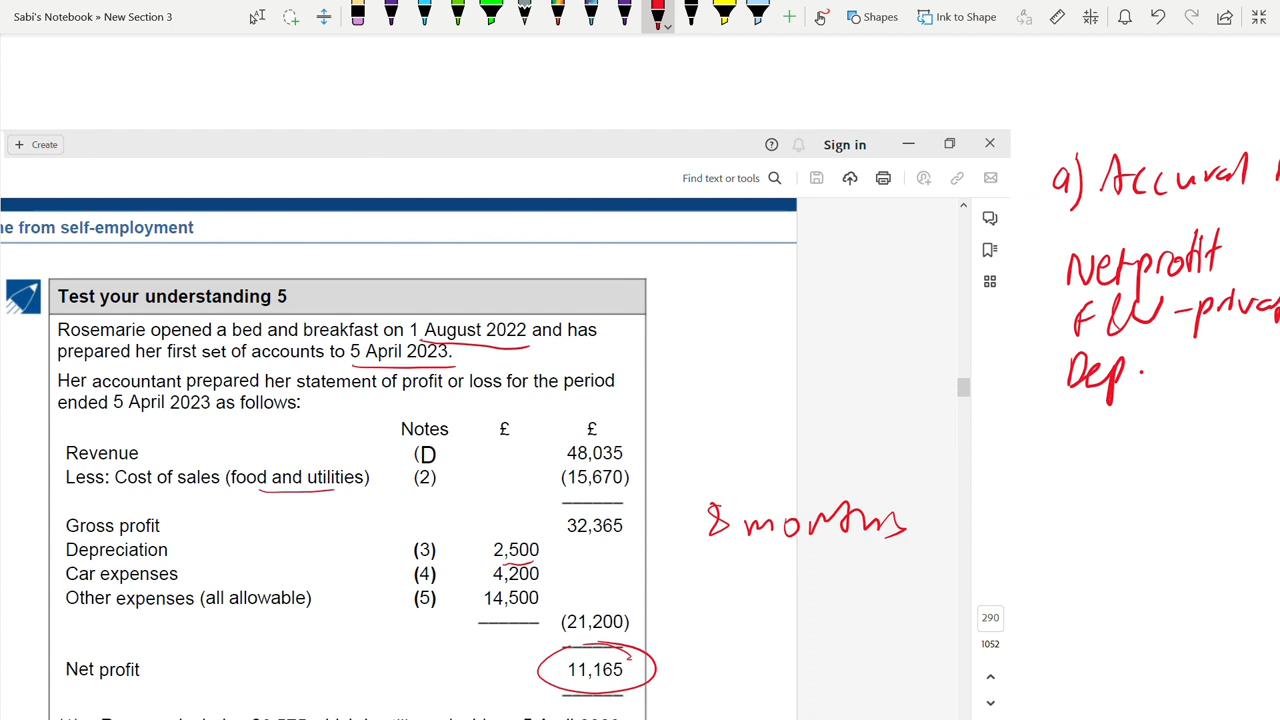 Sabi's Notebook » New Section 3
Shapes
Ink to Shape
Create
Sign in
Find text or tools
ne from self-employment
Test your understanding 5
Rosemarie opened a bed and breakfast on 1 August 2022 and has
prepared her first set of accounts to 5 April 2023.
Her accountant prepared her statement of profit or loss for the period
ended 5 April 2023 as follows:
Notes £ £
Revenue (D 48,035
Less: Cost of sales (food and utilities) (2) (15,670)
Gross profit 32,365
Depreciation (3) 2,500
Car expenses (4) 4,200
Other expenses (all allowable) (5) 14,500
(21,200)
Net profit 11,165
8 months
a) Accural
Netprofit
F&U - privat
Dep.
290
1052